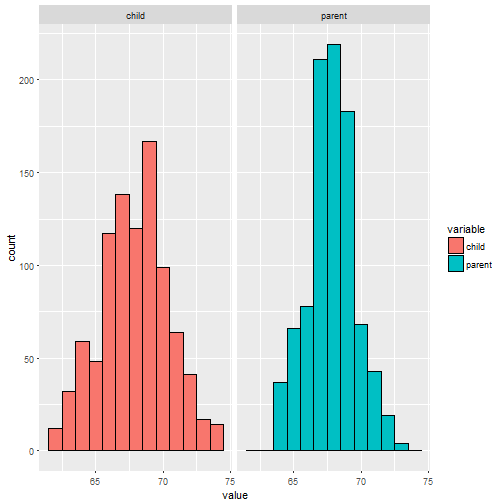 child parent
200
150
100
50
0
count
65 70 75 65 70 75
value
variable
child
parent